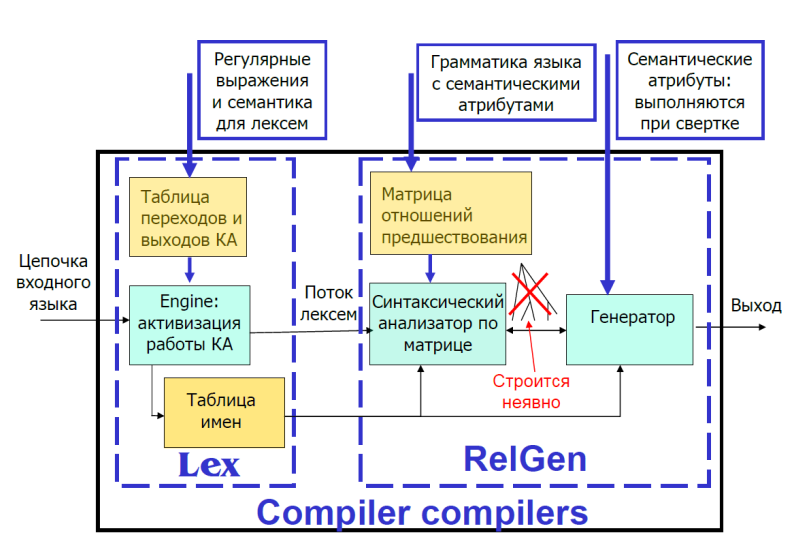 Регулярные
выражения
и семантика
для лексем
Грамматика языка
с семантическими
атрибутами
Семантические
атрибуты:
выполняются
при свертке
Таблица
переходов и
выходов КА
Матрица
отношений
предшествования
Цепочка
входного
языка
Engine:
активизация
работы КА
Поток
лексем
Синтаксический
анализатор по
матрице
Генератор
Выход
Строится
неявно
Таблица
имен
Lex
RelGen
Compiler compilers